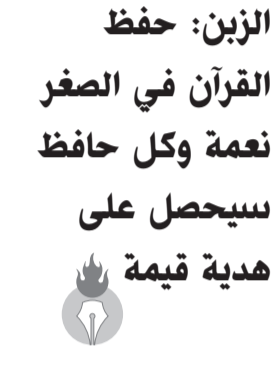 الزبن: حفظ
القرآن في الصغر
نعمة وكل حافظ
سيحصل على
هدية قيمة